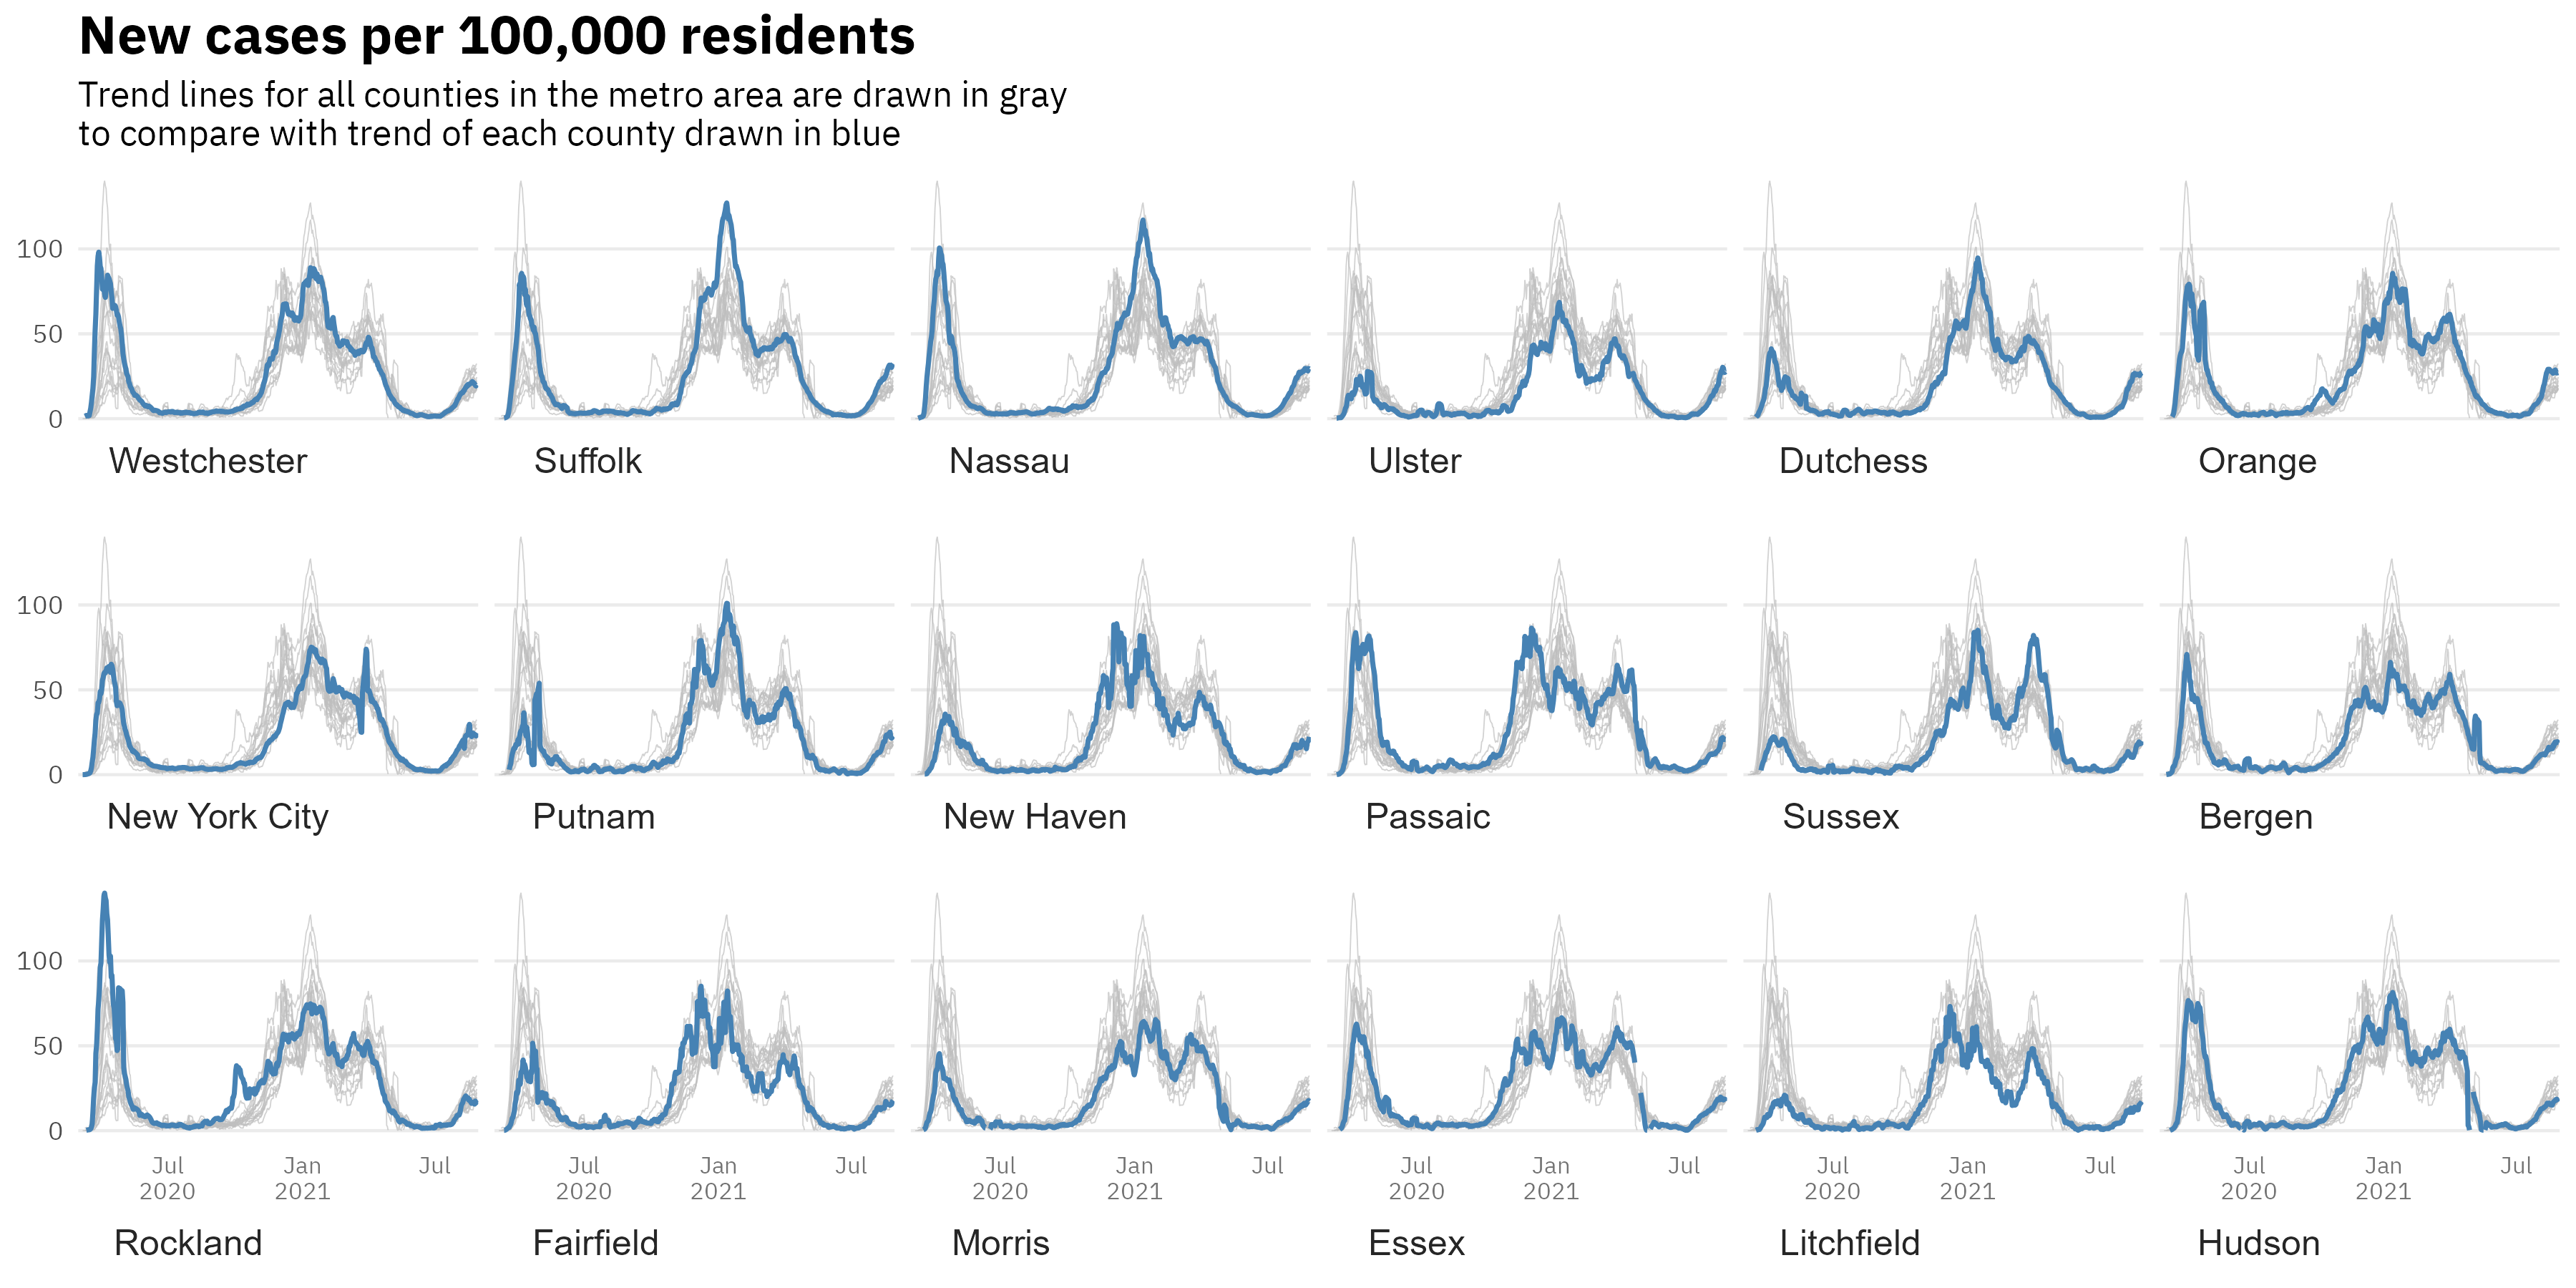 New cases per 100,000 residents
Trend lines for all counties in the metro area are drawn in gray
to compare with trend of each county drawn in blue
100
50
0
Westchester Suffolk Nassau Ulster Dutchess Orange
100
50
0
New York City Putnam New Haven Passaic Sussex Bergen
100
50
0
Jul Jan Jul Jul Jan Jul Jul Jan Jul Jul Jan Jul Jul Jan Jul Jul Jan Jul
2020 2021 2020 2021 2020 2021 2020 2021 2020 2021 2020 2021
Rockland Fairfield Morris Essex Litchfield Hudson